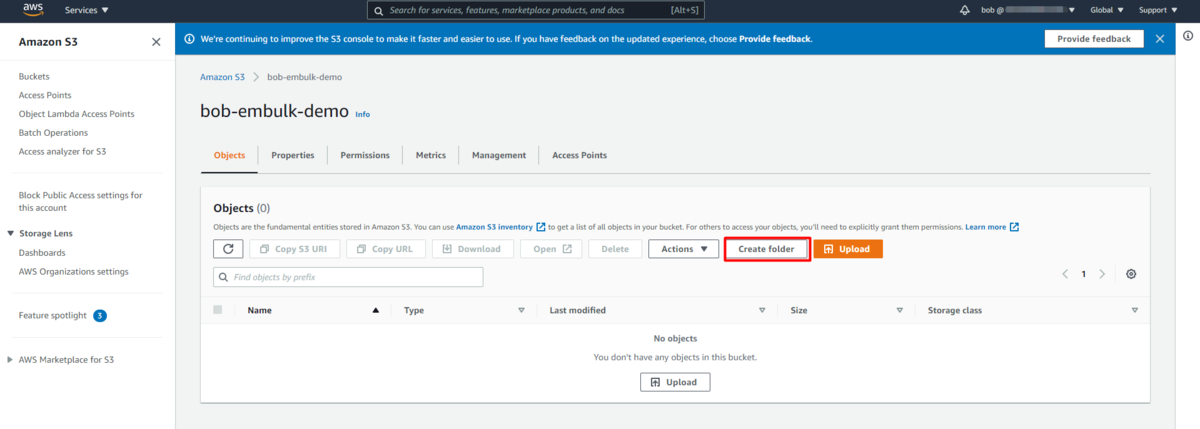 aws Services Search for services, features, marketplace products, and docs [Alt+S] bob @ Global Support
Amazon S3
We're continuing to improve the S3 console to make it faster and easier to use. If you have feedback on the updated experience, choose Provide feedback. Provide feedback
Buckets
Access Points
Object Lambda Access Points
Batch Operations
Access analyzer for S3
Block Public Access settings for
this account
Storage Lens
Dashboards
AWS Organizations settings
Feature spotlight 3
AWS Marketplace for S3
Amazon S3 bob-embulk-demo
bob-embulk-demo Info
Objects Properties Permissions Metrics Management Access Points
Objects (0)
Objects are the fundamental entities stored in Amazon S3. You can use Amazon S3 inventory to get a list of all objects in your bucket. For others to access your objects, you'll need to explicitly grant them permissions. Learn more
Copy S3 URI Copy URL Download Open Delete Actions Create folder Upload
Find objects by prefix 1
Name Type Last modified Size Storage class
No objects
You don't have any objects in this bucket.
Upload